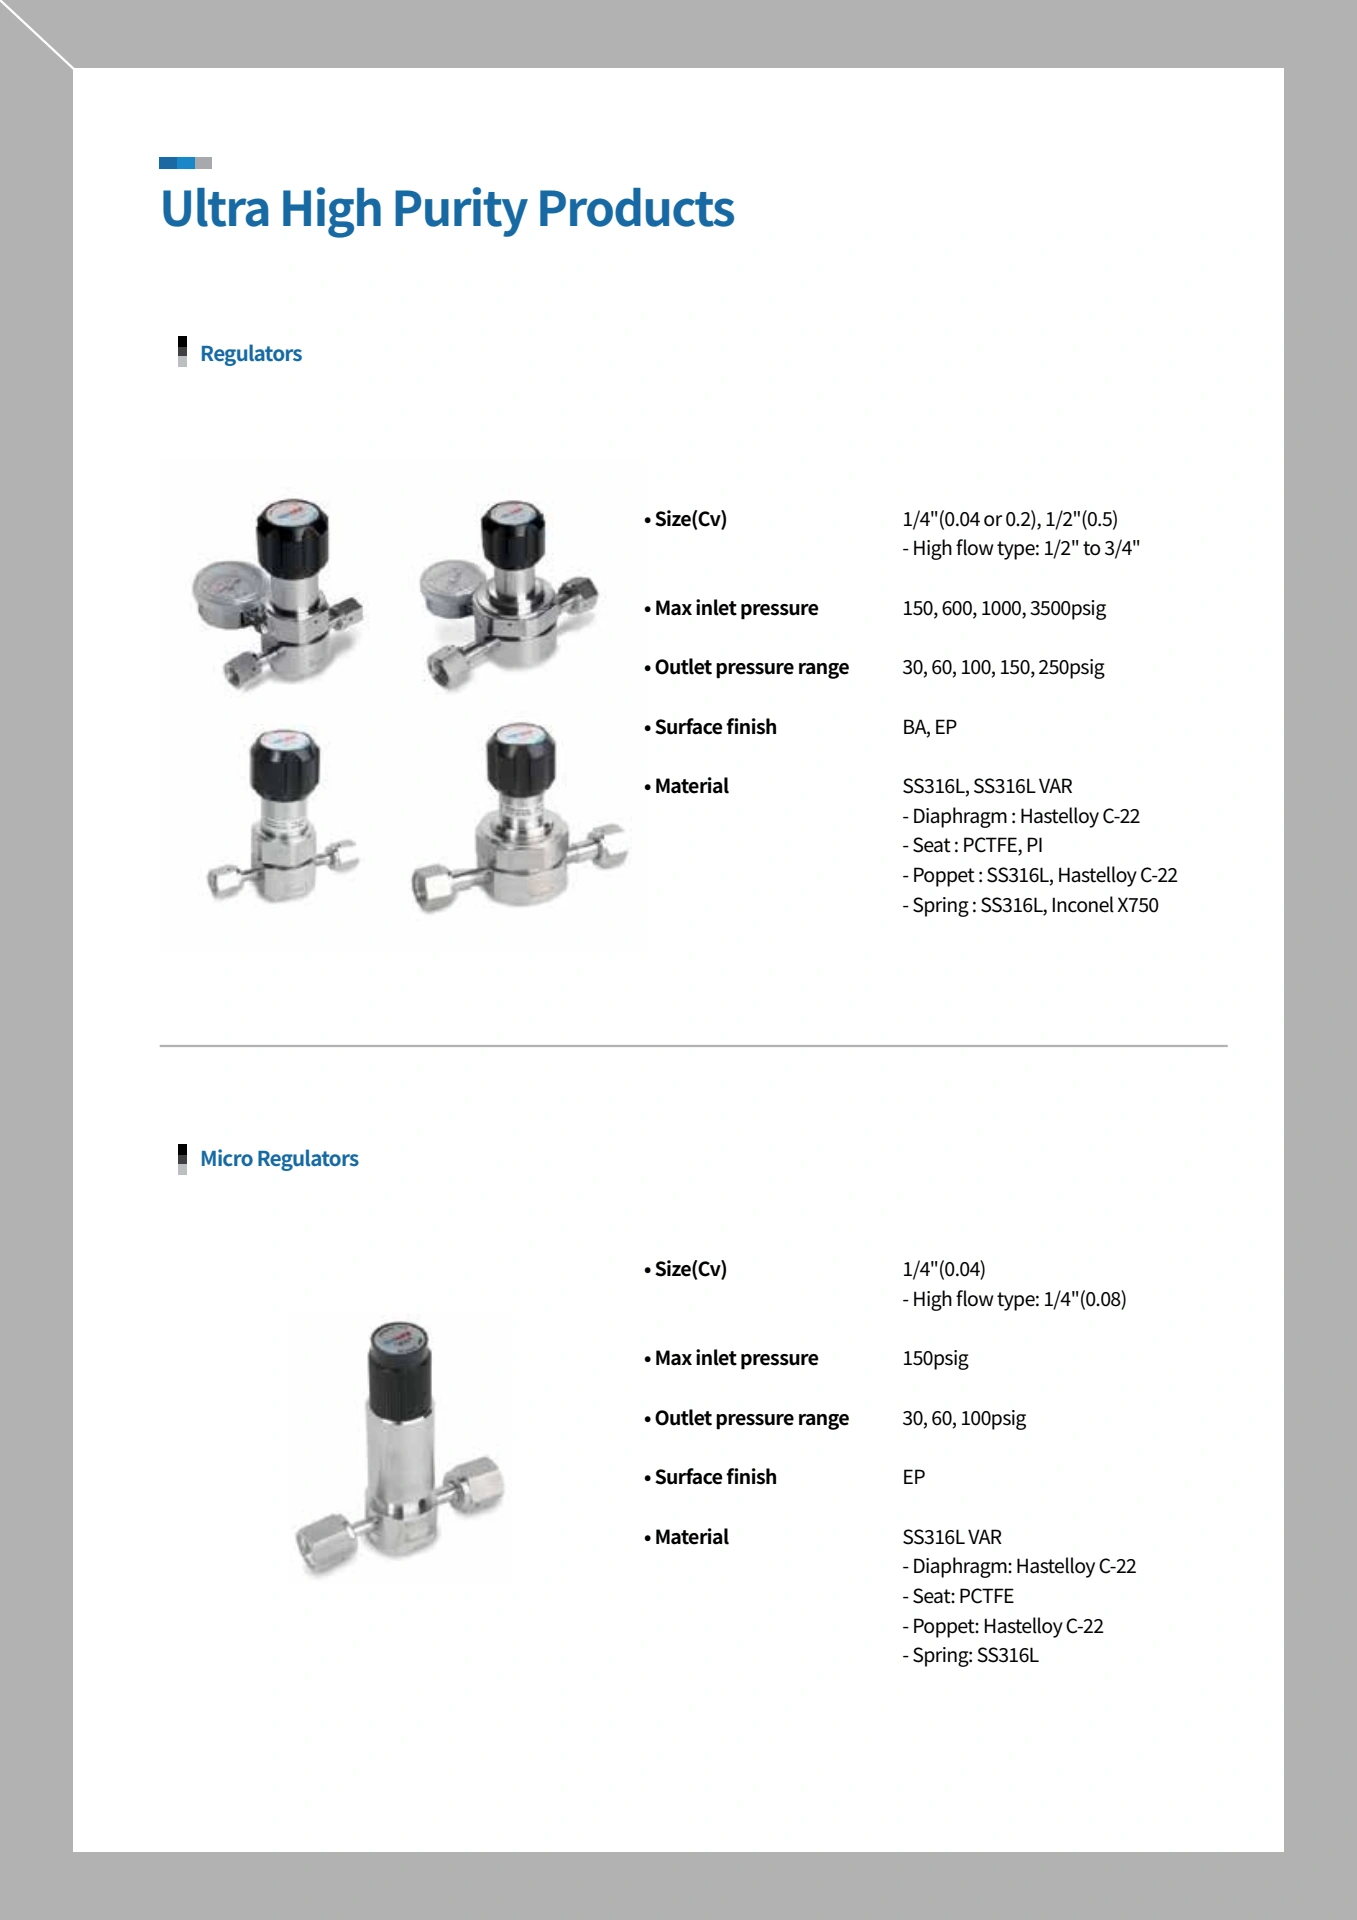 Ultra High Purity Products
Regulators
• Size(Cv) 1/4"(0.04 or 0.2), 1/2"(0.5)
- High flow type: 1/2" to 3/4"
• Max inlet pressure 150, 600, 1000, 3500psig
• Outlet pressure range 30, 60, 100, 150, 250psig
• Surface finish BA, EP
• Material SS316L, SS316L VAR
- Diaphragm : Hastelloy C-22
- Seat : PCTFE, PI
- Poppet : SS316L, Hastelloy C-22
- Spring : SS316L, Inconel X750
Micro Regulators
• Size(Cv) 1/4"(0.04)
- High flow type: 1/4"(0.08)
• Max inlet pressure 150psig
• Outlet pressure range 30, 60, 100psig
• Surface finish EP
• Material SS316L VAR
- Diaphragm: Hastelloy C-22
- Seat: PCTFE
- Poppet: Hastelloy C-22
- Spring: SS316L